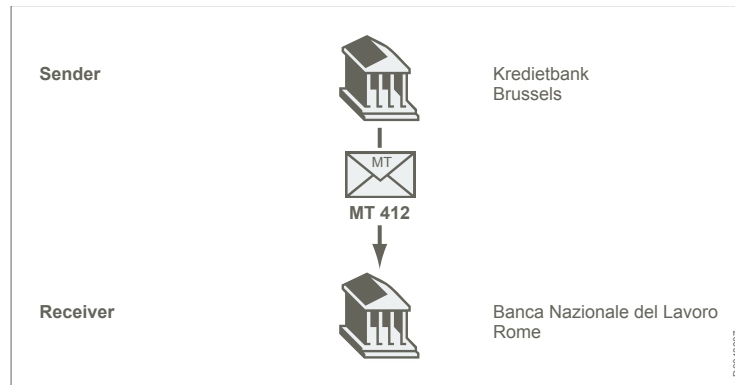 Sender
Kredietbank
Brussels
MT
MT 412
Receiver
Banca Nazionale del Lavoro
Rome